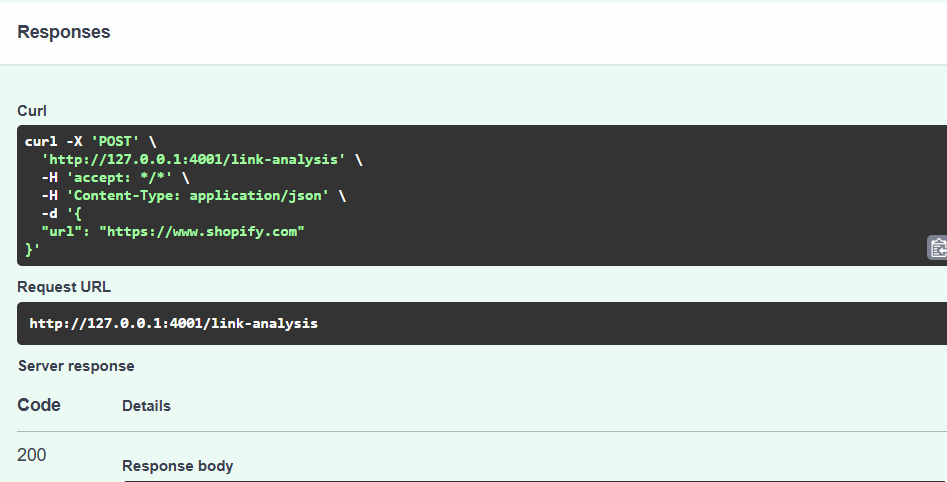 Responses
Curl
curl -X 'POST' \
  'http://127.0.0.1:4001/link-analysis' \
  -H 'accept: */*' \
  -H 'Content-Type: application/json' \
  -d '{
  "url": "https://www.shopify.com"
}'
Request URL
http://127.0.0.1:4001/link-analysis
Server response
Code Details
200
Response body